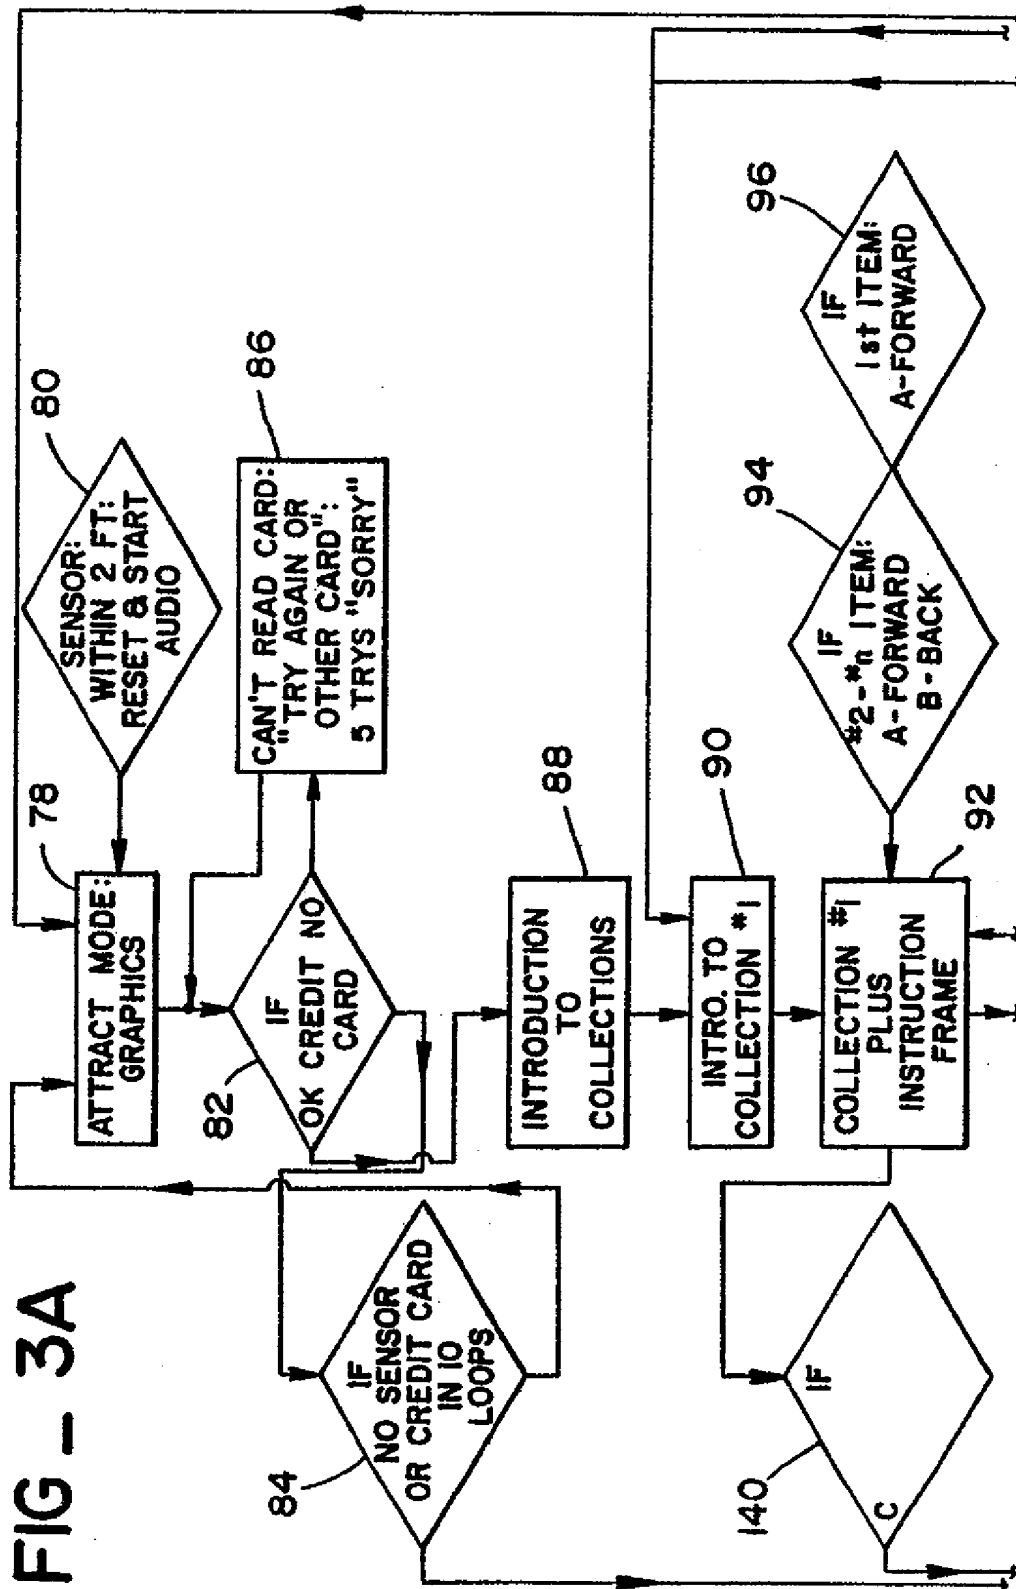 FIG - 3A
80
SENSOR:
WITHIN 2 FT:
RESET & START
AUDIO
78
ATTRACT MODE:
GRAPHICS
86
CAN'T READ CARD:
"TRY AGAIN OR
OTHER CARD":
5 TRYS "SORRY"
82
IF
OK CREDIT NO
CARD
84
IF
NO SENSOR
OR CREDIT CARD
IN 10
LOOPS
88
INTRODUCTION
TO
COLLECTIONS
90
INTRO. TO
COLLECTION #1
96
IF
1st ITEM:
A-FORWARD
94
IF
#2-#n ITEM:
A-FORWARD
B-BACK
92
COLLECTION #1
PLUS
INSTRUCTION
FRAME
140
IF
C